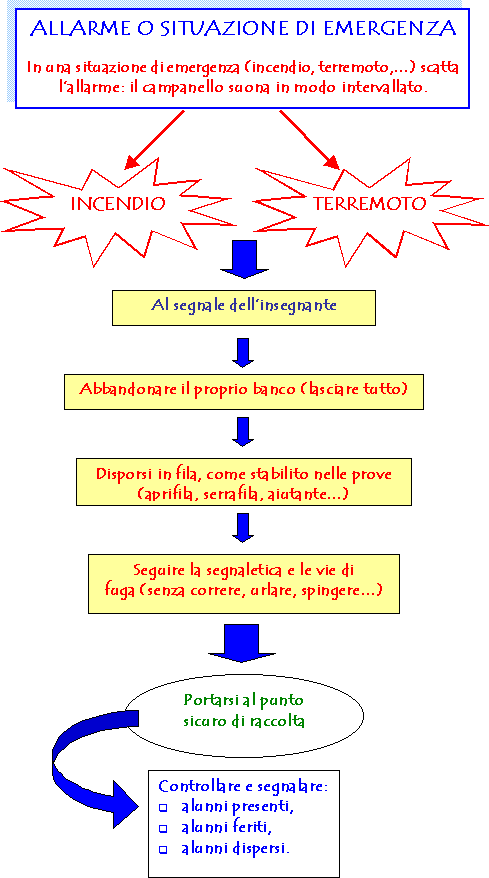 ALLARME O SITUAZIONE DI EMERGENZA
In una situazione di emergenza (incendio, terremoto,...) scatta
l'allarme: il campanello suona in modo intervallato.
INCENDIO
TERREMOTO
Al segnale dell'insegnante
Abbandonare il proprio banco (lasciare tutto)
Disporsi in fila, come stabilito nelle prove
(aprifila, serrafila, aiutante...)
Seguire la segnaletica e le vie di
fuga (senza correre, urlare, spingere...)
Portarsi al punto
sicuro di raccolta
Controllare e segnalare:
❑ alunni presenti,
❑ alunni feriti,
❑ alunni dispersi.